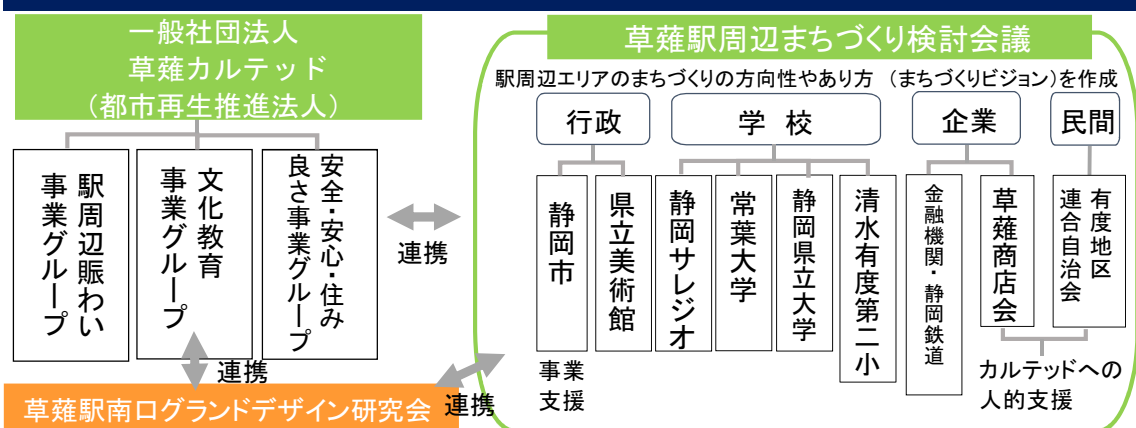 一般社団法人
草薙カルテッド
（都市再生推進法人）
駅周辺賑わい
事業グループ
文化教育
事業グループ
安全・安心・住み
良さ事業グループ
連携
連携
草薙駅南ログランドデザイン研究会
連携
草薙駅周辺まちづくり検討会議
駅周辺エリアのまちづくりの方向性やあり方 （まちづくりビジョン）を作成
行政
学 校
企業
民間
静岡市
県立美術館
静岡サレジオ
常葉大学
静岡県立大学
清水有度第二小
金融機関・静岡鉄道
草薙商店会
有度地区
連合自治会
事業
支援
カルテッドへの
人的支援